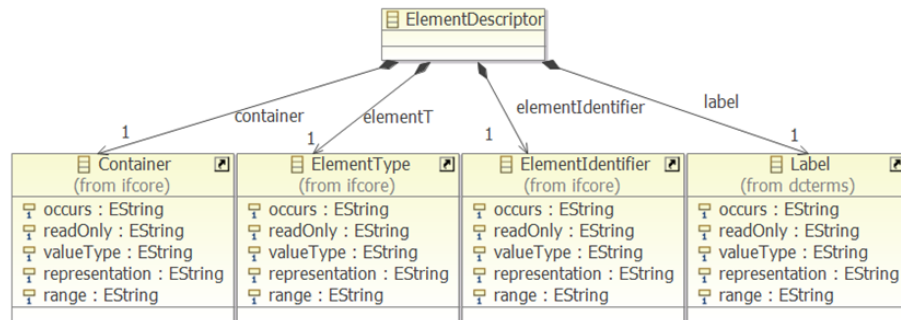 ElementDescriptor
container
elementT
elementIdentifier
label
1
1
1
1
Container
(from ifcore)
occurs : EString
readOnly : EString
valueType : EString
representation : EString
range : EString
ElementType
(from ifcore)
occurs : EString
readOnly : EString
valueType : EString
representation : EString
range : EString
ElementIdentifier
(from ifcore)
occurs : EString
readOnly : EString
valueType : EString
representation : EString
range : EString
Label
(from dcterms)
occurs : EString
readOnly : EString
valueType : EString
representation : EString
range : EString